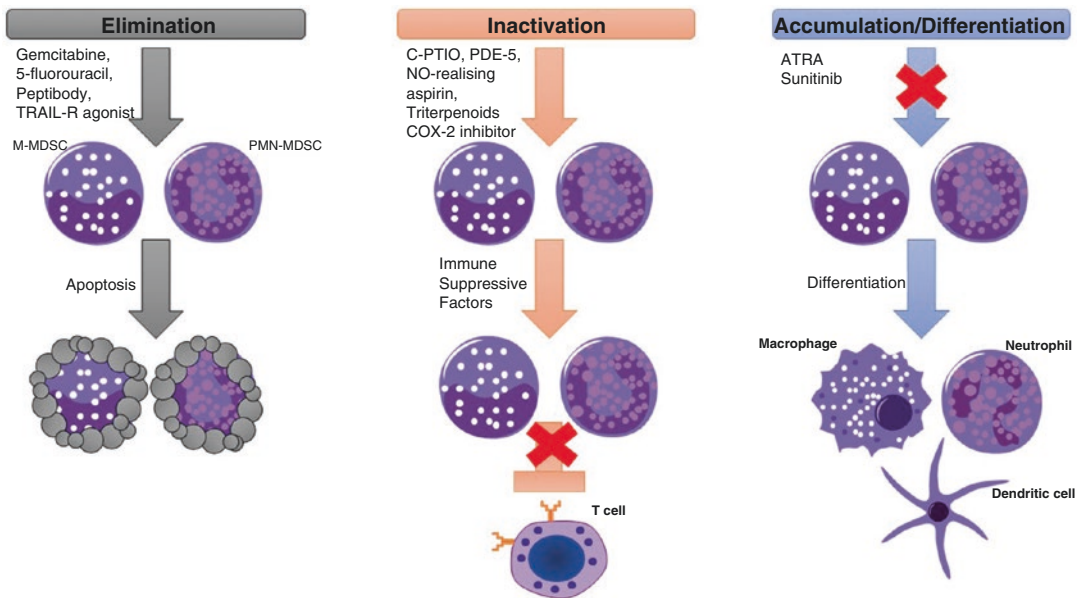 Elimination
Gemcitabine,
5-fluorouracil,
Peptibody,
TRAIL-R agonist
M-MDSC
PMN-MDSC
Apoptosis
Inactivation
C-PTIO, PDE-5,
NO-realising
aspirin,
Triterpenoids
COX-2 inhibitor
Immune
Suppressive
Factors
T cell
Accumulation/Differentiation
ATRA
Sunitinib
Differentiation
Macrophage
Neutrophil
Dendritic cell